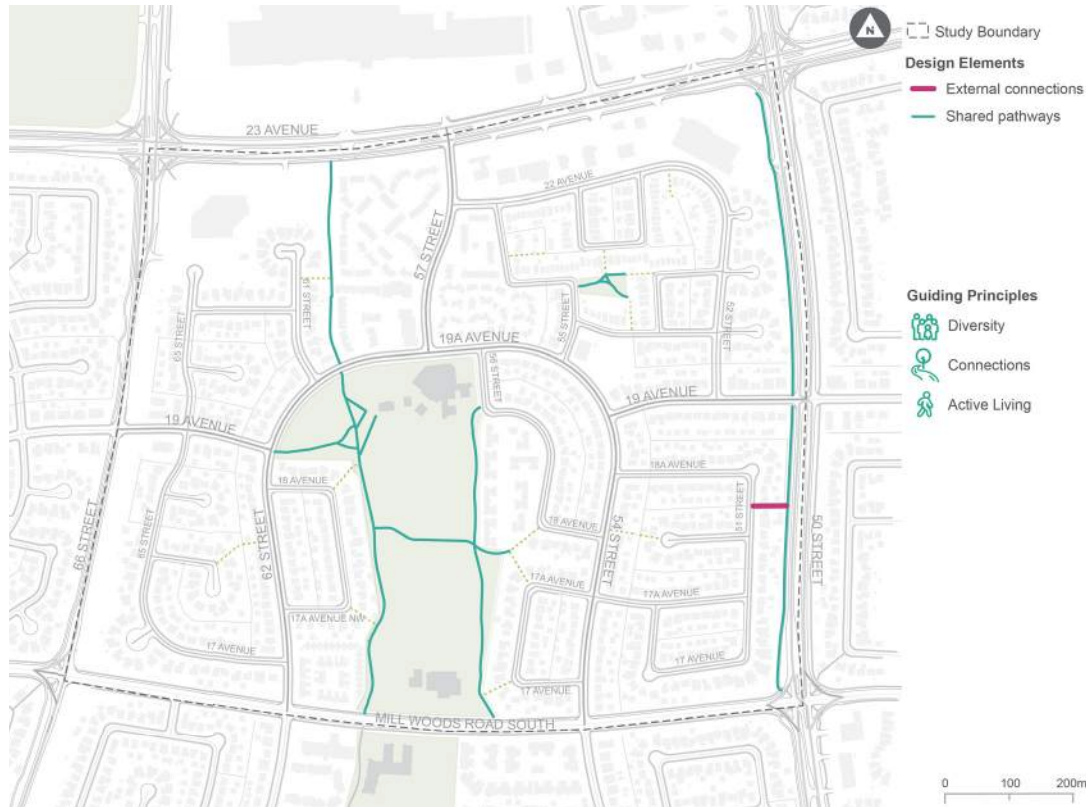 N
Study Boundary
Design Elements
External connections
Shared pathways
Guiding Principles
Diversity
Connections
Active Living
23 AVENUE
22 AVENUE
57 STREET
61 STREET
65 STREET
52 STREET
55 STREET
19A AVENUE
56 STREET
19 AVENUE
19 AVENUE
18A AVENUE
18 AVENUE
51 STREET
66 STREET
65 STREET
62 STREET
18 AVENUE
54 STREET
50 STREET
17A AVENUE
17A AVENUE
17A AVENUE NW
17 AVENUE
17 AVENUE
17 AVENUE
MILL WOODS ROAD SOUTH
0 100 200m